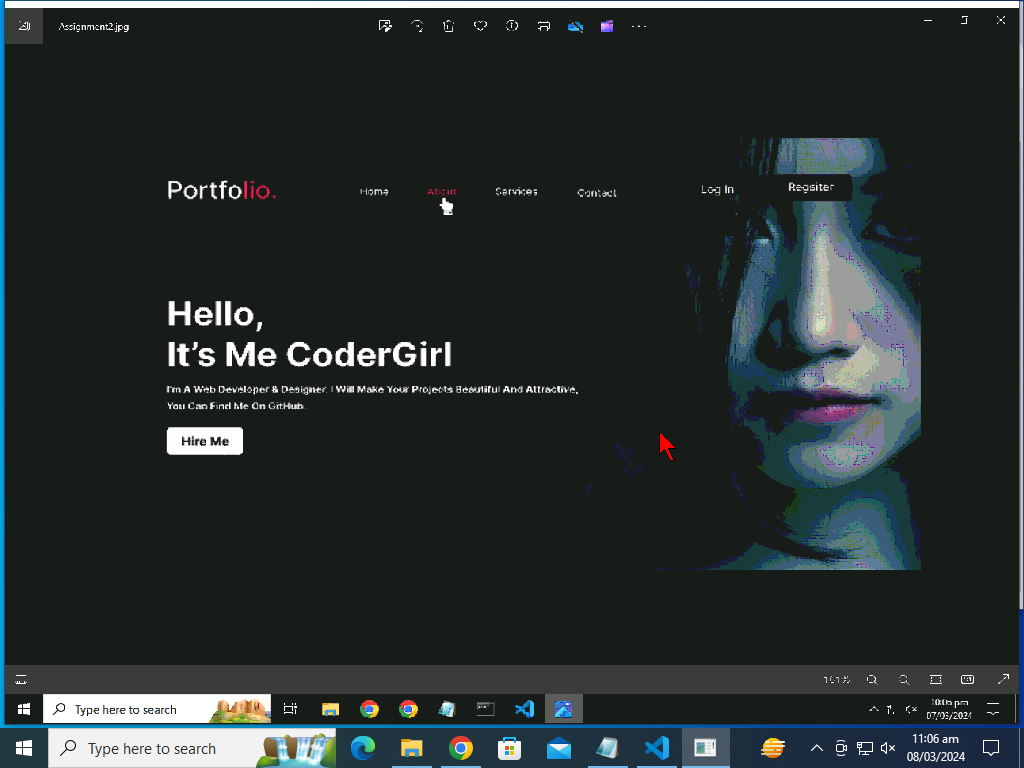 Assignment2.jpg
Portfolio.
Home
About
Services
Contact
Log In
Regsiter
Hello,
It's Me CoderGirl
I'm A Web Developer & Designer. I Will Make Your Projects Beautiful And Attractive,
You Can Find Me On GitHub.
Hire Me
101%
Type here to search
10:05 pm
07/03/2024
Type here to search
11:06 am
08/03/2024